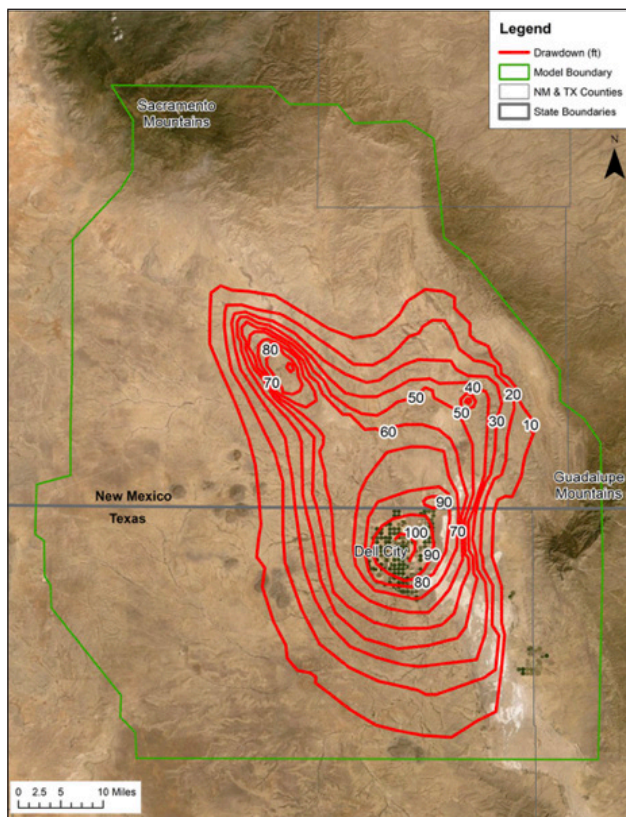 Legend
Drawdown (ft)
Model Boundary
NM & TX Counties
State Boundaries
N
Sacramento
Mountains
80
70
50
40
20
50
30
10
60
Guadalupe
Mountains
New Mexico
Texas
90
100
70
Dell City
90
80
0 2.5 5 10 Miles